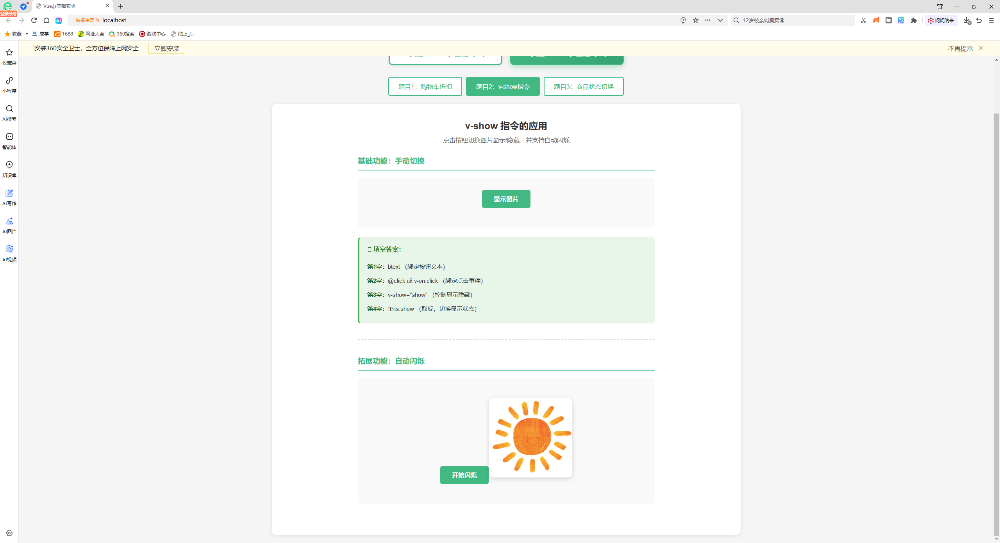 Vue.js基础实验
登录账号
域名重定向 localhost
12岁被亲妈骗卖淫
问问纳米
收藏 成学 1688 网址大全 360搜索 游戏中心 线上_后
安装360安全卫士，全方位保障上网安全 立即安装 不再提示
收藏夹
小程序
AI搜索
智能体
知识库
AI写作
AI图片
AI视频
题目1：购物车折扣 题目2：v-show指令 题目3：商品状态切换
v-show 指令的应用
点击按钮切换图片显示/隐藏，并支持自动闪烁
基础功能：手动切换
显示图片
填空答案：
第1空：btext （绑定按钮文本）
第2空：@click 或 v-on:click （绑定点击事件）
第3空：v-show="show" （控制显示隐藏）
第4空：!this.show （取反，切换显示状态）
拓展功能：自动闪烁
开始闪烁